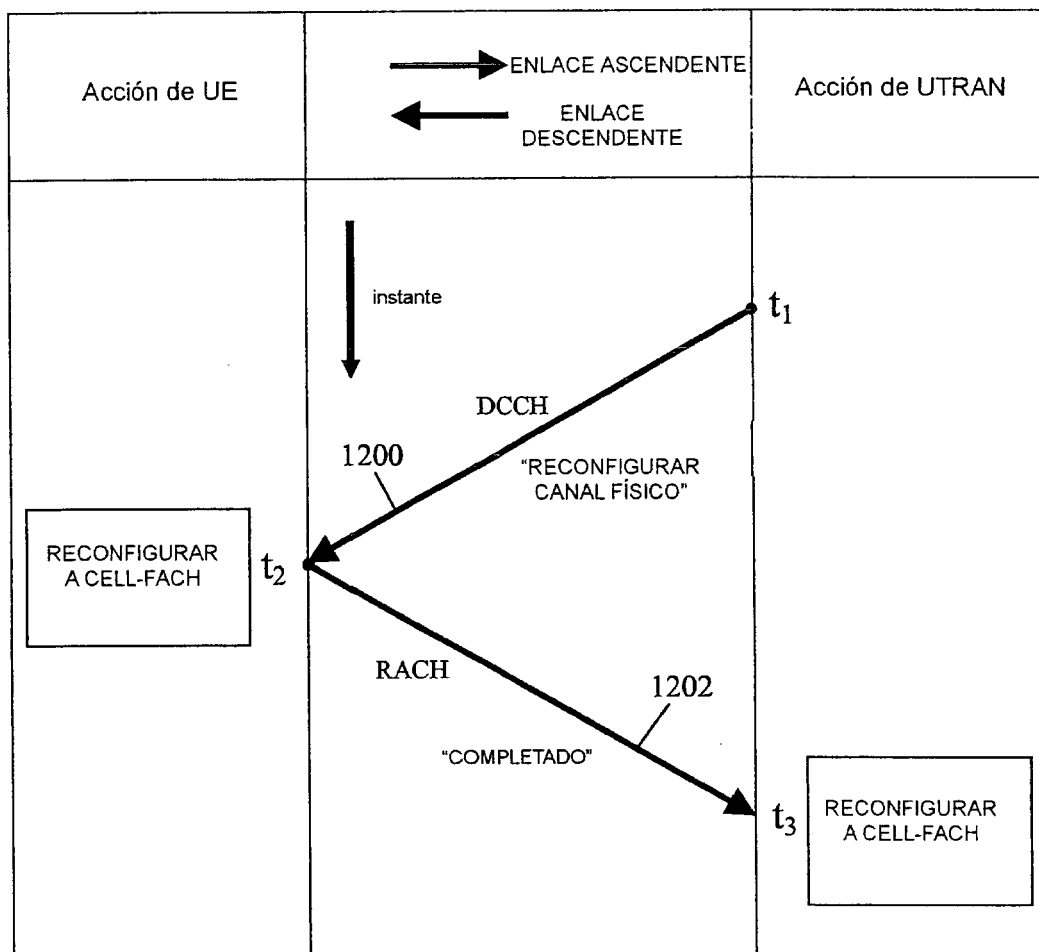 Acción de UE
ENLACE ASCENDENTE
ENLACE
DESCENDENTE
Acción de UTRAN
instante
t1
DCCH
1200
“RECONFIGURAR
CANAL FÍSICO”
RECONFIGURAR
A CELL-FACH
t2
RACH
1202
“COMPLETADO”
t3
RECONFIGURAR
A CELL-FACH